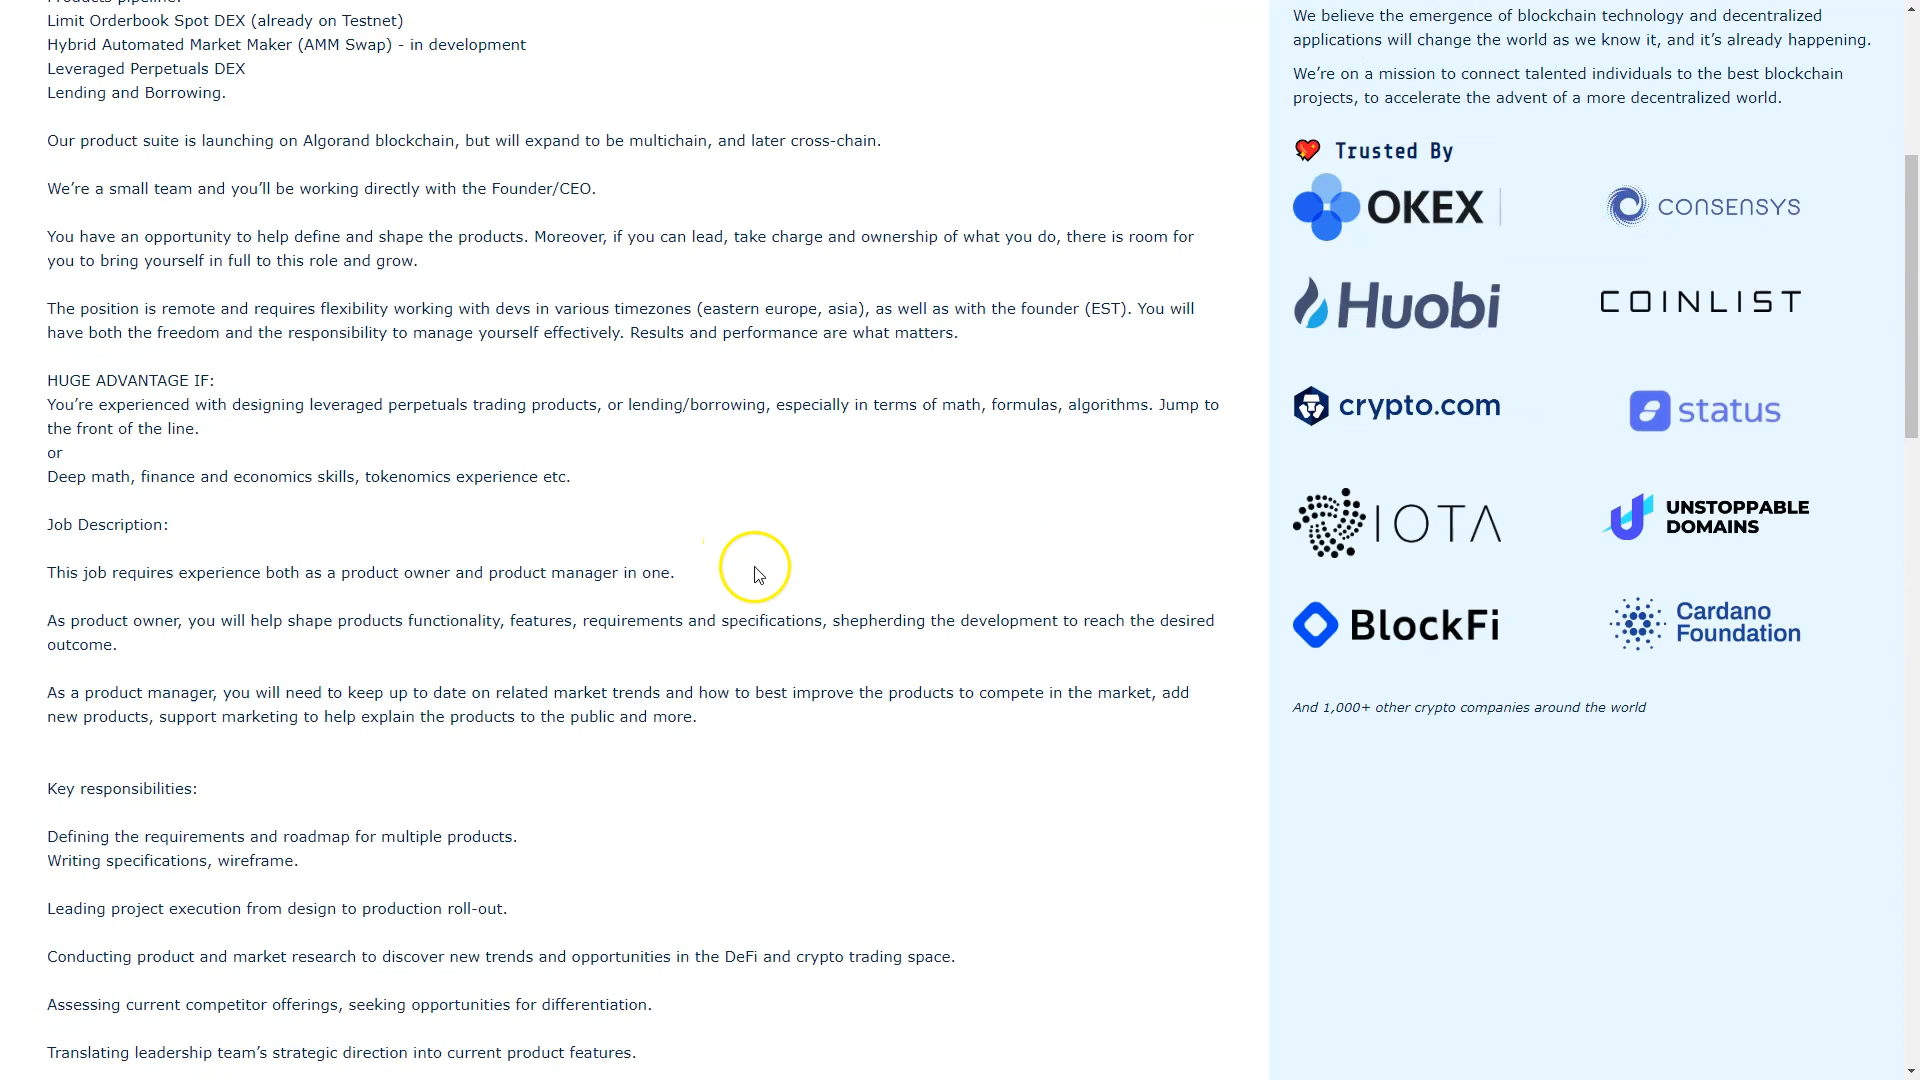 Limit Orderbook Spot DEX (already on Testnet)
Hybrid Automated Market Maker (AMM Swap) - in development
Leveraged Perpetuals DEX
Lending and Borrowing.
Our product suite is launching on Algorand blockchain, but will expand to be multichain, and later cross-chain.
We’re a small team and you’ll be working directly with the Founder/CEO.
You have an opportunity to help define and shape the products. Moreover, if you can lead, take charge and ownership of what you do, there is room for
you to bring yourself in full to this role and grow.
The position is remote and requires flexibility working with devs in various timezones (eastern europe, asia), as well as with the founder (EST). You will
have both the freedom and the responsibility to manage yourself effectively. Results and performance are what matters.
HUGE ADVANTAGE IF:
You’re experienced with designing leveraged perpetuals trading products, or lending/borrowing, especially in terms of math, formulas, algorithms. Jump to
the front of the line.
or
Deep math, finance and economics skills, tokenomics experience etc.
Job Description:
This job requires experience both as a product owner and product manager in one.
As product owner, you will help shape products functionality, features, requirements and specifications, shepherding the development to reach the desired
outcome.
As a product manager, you will need to keep up to date on related market trends and how to best improve the products to compete in the market, add
new products, support marketing to help explain the products to the public and more.
Key responsibilities:
Defining the requirements and roadmap for multiple products.
Writing specifications, wireframe.
Leading project execution from design to production roll-out.
Conducting product and market research to discover new trends and opportunities in the DeFi and crypto trading space.
Assessing current competitor offerings, seeking opportunities for differentiation.
Translating leadership team’s strategic direction into current product features.
We believe the emergence of blockchain technology and decentralized
applications will change the world as we know it, and it’s already happening.
We’re on a mission to connect talented individuals to the best blockchain
projects, to accelerate the advent of a more decentralized world.
Trusted By
OKEX
CONSENSYS
Huobi
COINLIST
crypto.com
status
IOTA
UNSTOPPABLE
DOMAINS
BlockFi
Cardano
Foundation
And 1,000+ other crypto companies around the world